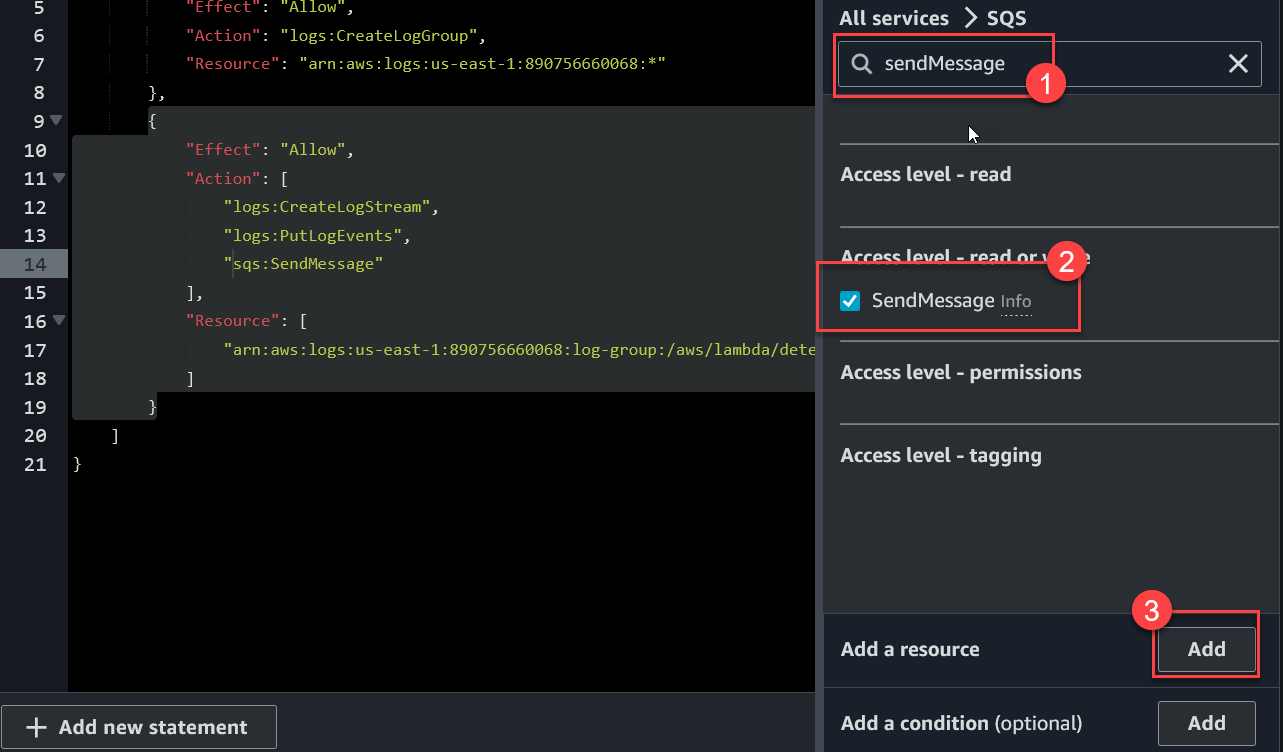 5 "Effect": "Allow",
6 "Action": "logs:CreateLogGroup",
7 "Resource": "arn:aws:logs:us-east-1:890756660068:*"
8 },
9 {
10 "Effect": "Allow",
11 "Action": [
12 "logs:CreateLogStream",
13 "logs:PutLogEvents",
14 "sqs:SendMessage"
15 ],
16 "Resource": [
17 "arn:aws:logs:us-east-1:890756660068:log-group:/aws/lambda/dete
18 ]
19 }
20 ]
21 }
+ Add new statement
All services > SQS
sendMessage
1
Access level - read
Access level - read or
2
SendMessage Info
Access level - permissions
Access level - tagging
3
Add a resource Add
Add a condition (optional) Add